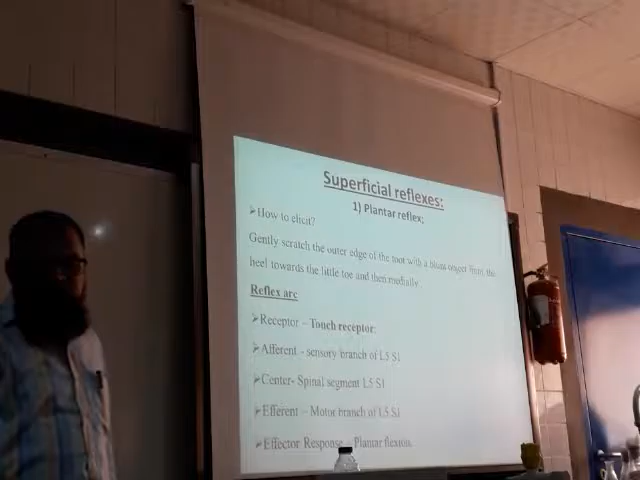 Superficial reflexes:
1) Plantar reflex;
➢How to elicit?
Gently scratch the outer edge of the foot with a blunt object from the
heel towards the little toe and then medially.
Reflex arc
➢Receptor – Touch receptor;
➢Afferent - sensory branch of L5 S1
➢Center- Spinal segment L5 S1
➢Efferent – Motor branch of L5 S1
➢Effector Response – Plantar flexion.